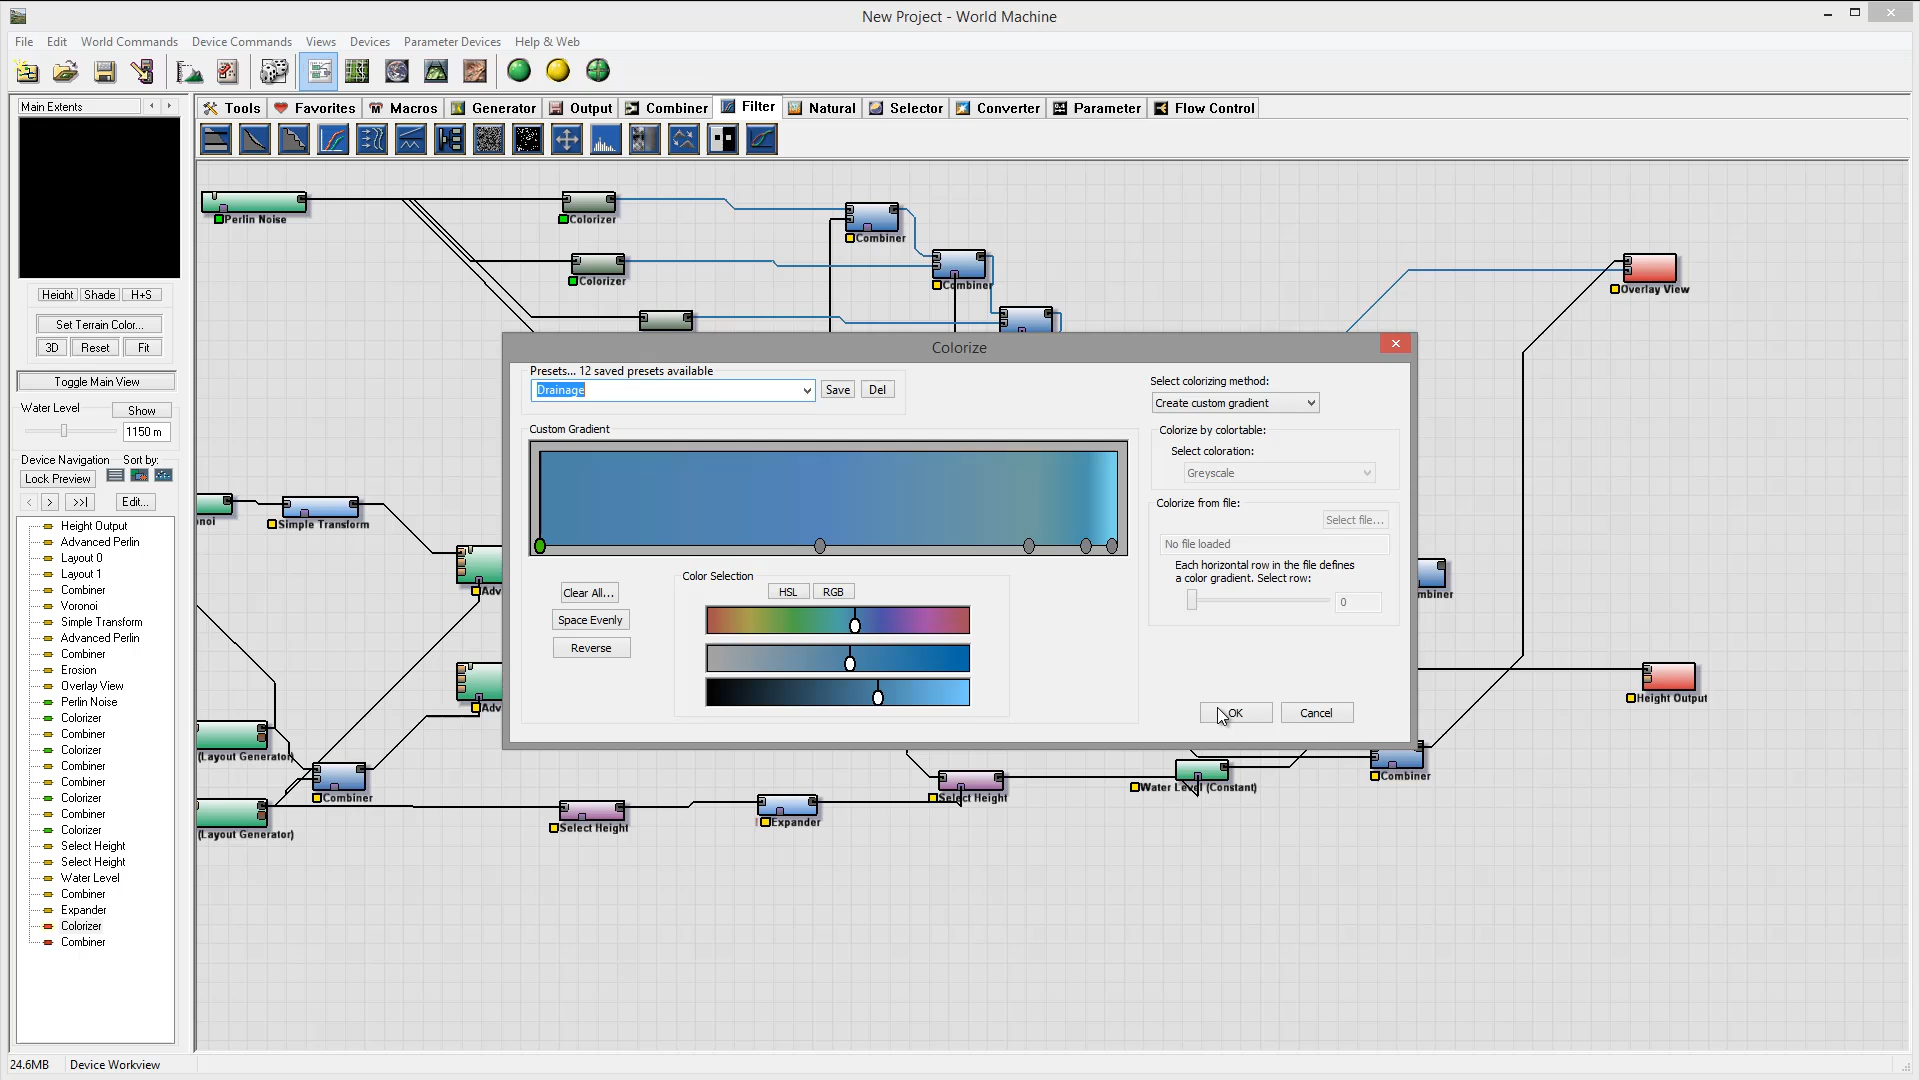 New Project - World Machine
File Edit World Commands Device Commands Views Devices Parameter Devices Help & Web
Main Extents
Tools Favorites Macros Generator Output Combiner Filter Natural Selector Converter Parameter Flow Control
Height Shade H+S
Set Terrain Color...
3D Reset Fit
Toggle Main View
Water Level Show
1150 m
Device Navigation Sort by:
Lock Preview
< > >>| Edit...
Height Output
Advanced Perlin
Layout 0
Layout 1
Combiner
Voronoi
Simple Transform
Advanced Perlin
Combiner
Erosion
Overlay View
Perlin Noise
Colorizer
Combiner
Colorizer
Combiner
Combiner
Colorizer
Combiner
Colorizer
Select Height
Select Height
Water Level
Combiner
Expander
Colorizer
Combiner
Perlin Noise
Colorizer
Combiner
Colorizer
Combiner
Overlay View
noi
Simple Transform
Adv
Adv
(Layout Generator)
Combiner
(Layout Generator)
Select Height
Expander
Select Height
Water Level (Constant)
Combiner
mbiner
Height Output
Colorize
Presets... 12 saved presets available
Drainage
Save Del
Custom Gradient
Clear All...
Space Evenly
Reverse
Color Selection
HSL RGB
Select colorizing method:
Create custom gradient
Colorize by colortable:
Select coloration:
Greyscale
Colorize from file:
Select file...
No file loaded
Each horizontal row in the file defines
a color gradient. Select row:
0
OK Cancel
24.6MB Device Workview